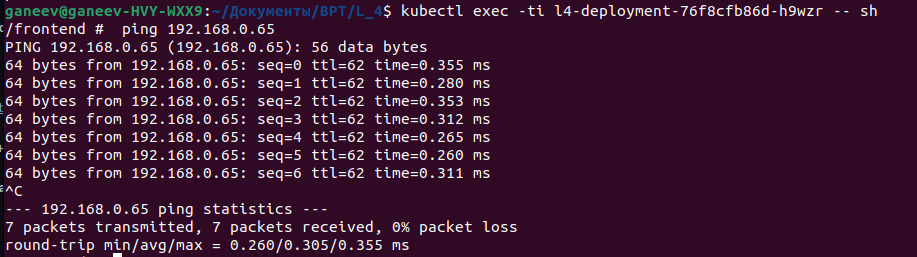 ganeev@ganeev-HVY-WXX9:~/Документы/ВРТ/L_4$ kubectl exec -ti l4-deployment-76f8cfb86d-h9wzr -- sh
/frontend #  ping 192.168.0.65
PING 192.168.0.65 (192.168.0.65): 56 data bytes
64 bytes from 192.168.0.65: seq=0 ttl=62 time=0.355 ms
64 bytes from 192.168.0.65: seq=1 ttl=62 time=0.280 ms
64 bytes from 192.168.0.65: seq=2 ttl=62 time=0.353 ms
64 bytes from 192.168.0.65: seq=3 ttl=62 time=0.312 ms
64 bytes from 192.168.0.65: seq=4 ttl=62 time=0.265 ms
64 bytes from 192.168.0.65: seq=5 ttl=62 time=0.260 ms
64 bytes from 192.168.0.65: seq=6 ttl=62 time=0.311 ms
^C
--- 192.168.0.65 ping statistics ---
7 packets transmitted, 7 packets received, 0% packet loss
round-trip min/avg/max = 0.260/0.305/0.355 ms